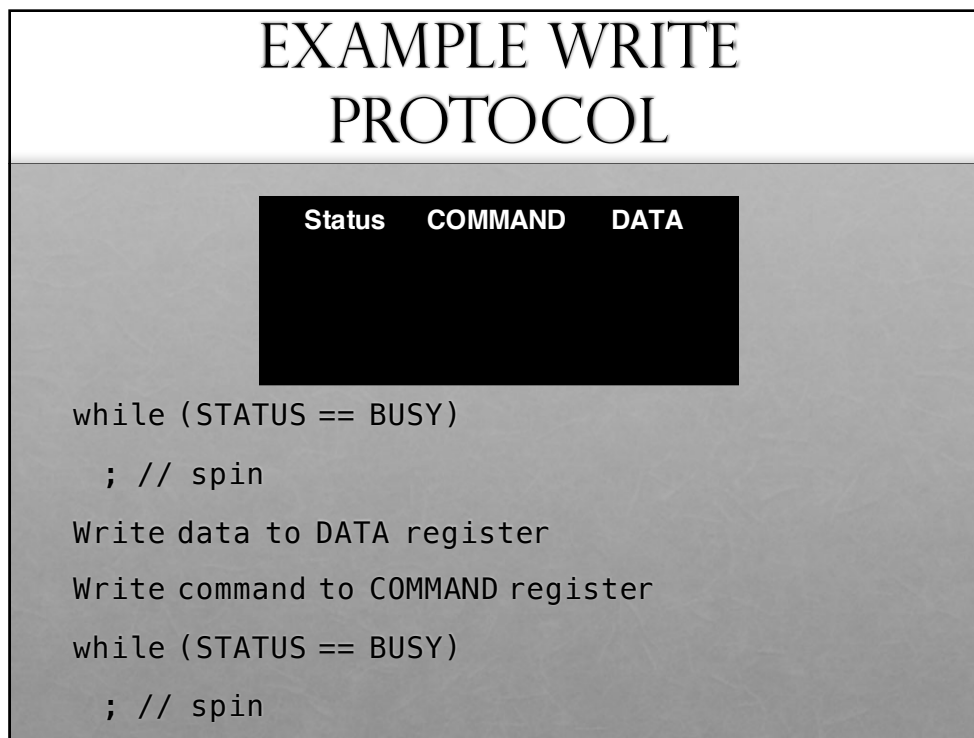 EXAMPLE WRITE
PROTOCOL
Status COMMAND DATA
while (STATUS == BUSY)
; // spin
Write data to DATA register
Write command to COMMAND register
while (STATUS == BUSY)
; // spin